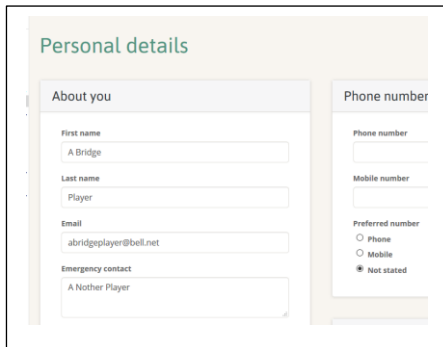 Personal details
About you
First name
A Bridge
Last name
Player
Email
abridgeplayer@bell.net
Emergency contact
A Nother Player
Phone number
Phone number
Mobile number
Preferred number
Phone
Mobile
Not stated